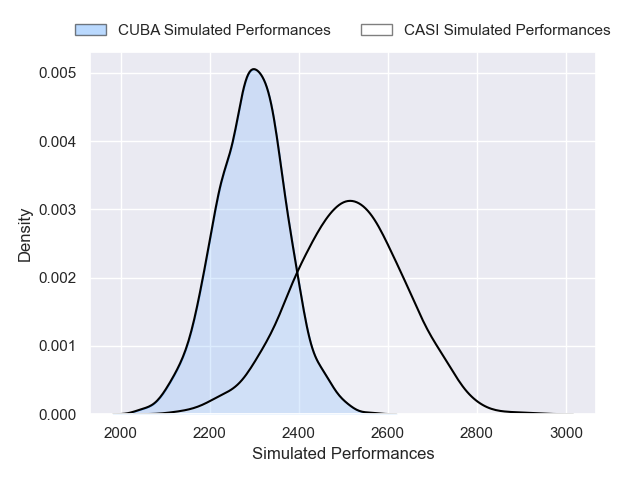 CUBA Simulated Performances
CASI Simulated Performances
0.005
0.004
0.003
0.002
0.001
0.000
Density
2000 2200 2400 2600 2800 3000
Simulated Performances